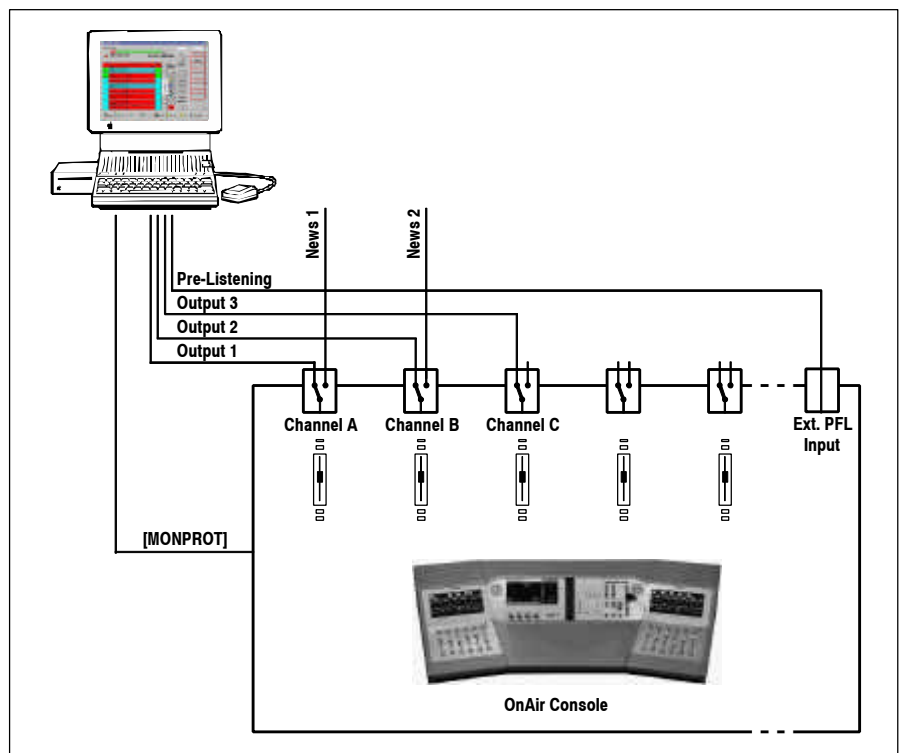 News 1
News 2
Pre-Listening
Output 3
Output 2
Output 1
Channel A
Channel B
Channel C
Ext. PFL
Input
[MONPROT]
OnAir Console